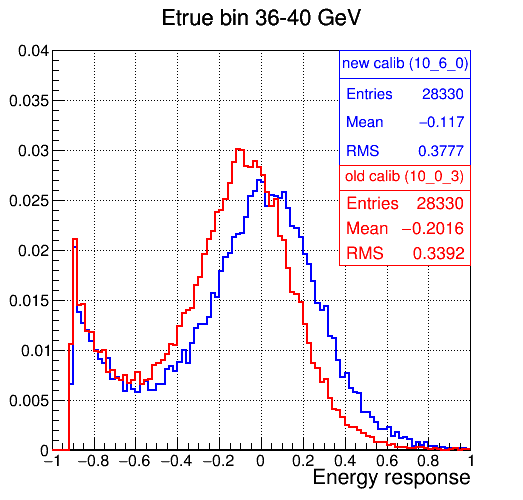 Etrue bin 36-40 GeV
new calib (10_6_0)
Entries 28330
Mean −0.117
RMS 0.3777
old calib (10_0_3)
Entries 28330
Mean −0.2016
RMS 0.3392
0.04
0.035
0.03
0.025
0.02
0.015
0.01
0.005
0
−1 −0.8 −0.6 −0.4 −0.2 0 0.2 0.4 0.6 0.8 1
Energy response